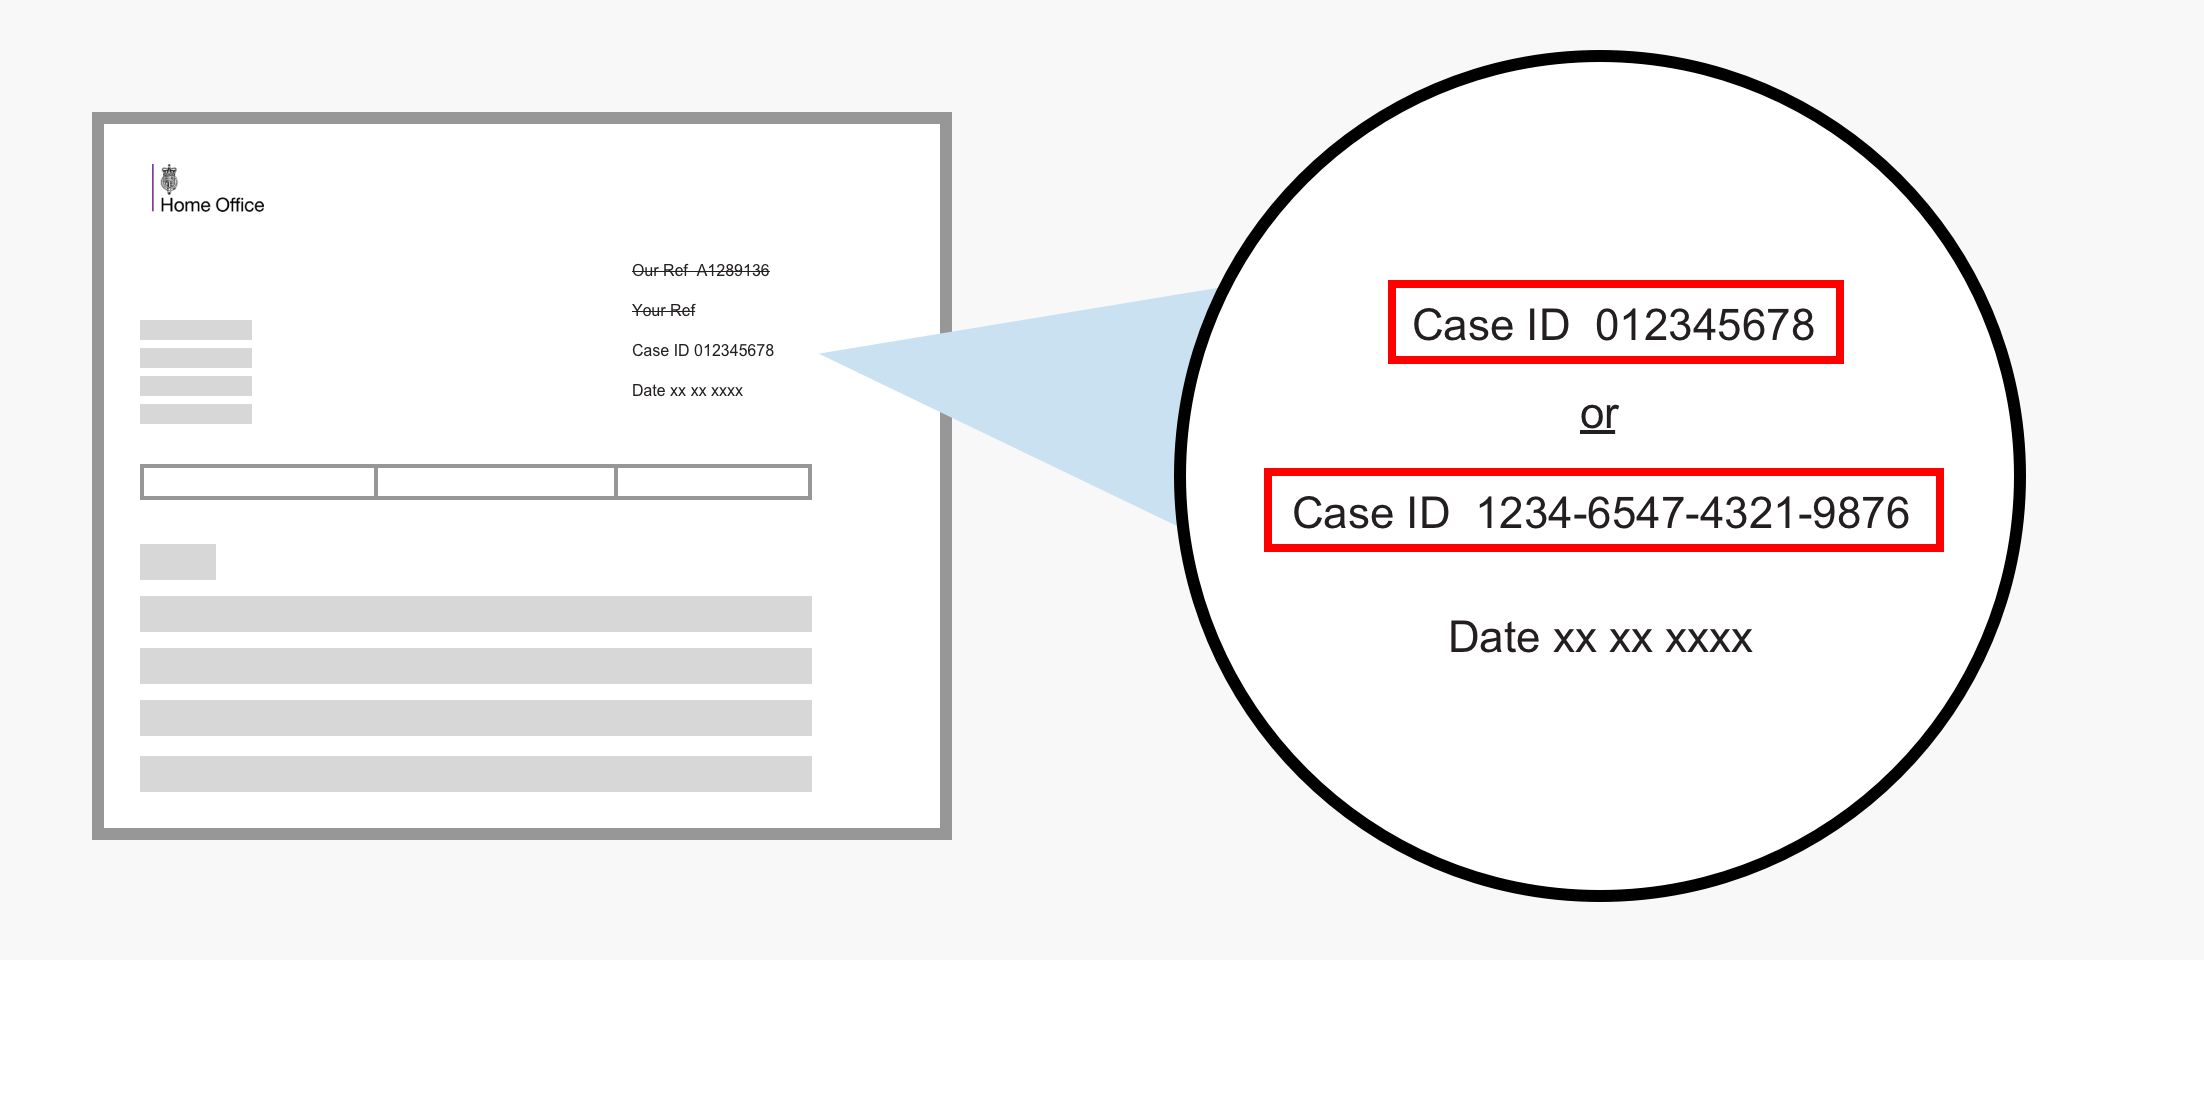 Home Office
Our Ref  A1289136
Your Ref
Case ID 012345678
Date xx xx xxxx
Case ID  012345678
or
Case ID  1234-6547-4321-9876
Date xx xx xxxx